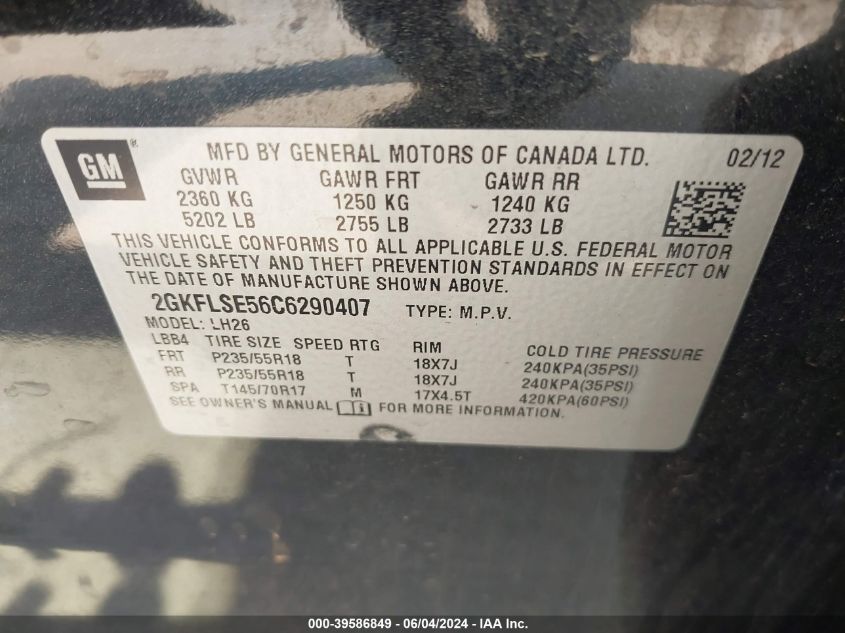 GM
MFD BY GENERAL MOTORS OF CANADA LTD. 02/12
GVWR GAWR FRT GAWR RR
2360 KG 1250 KG 1240 KG
5202 LB 2755 LB 2733 LB
THIS VEHICLE CONFORMS TO ALL APPLICABLE U.S. FEDERAL MOTOR
VEHICLE SAFETY AND THEFT PREVENTION STANDARDS IN EFFECT ON
THE DATE OF MANUFACTURE SHOWN ABOVE.
2GKFLSE56C6290407 TYPE: M.P.V.
MODEL: LH26
LBB4 TIRE SIZE SPEED RTG RIM COLD TIRE PRESSURE
FRT P235/55R18 T 18X7J 240KPA(35PSI)
RR P235/55R18 T 18X7J 240KPA(35PSI)
SPA T145/70R17 M 17X4.5T 420KPA(60PSI)
SEE OWNER'S MANUAL FOR MORE INFORMATION.
000-39586849 - 06/04/2024 - IAA Inc.